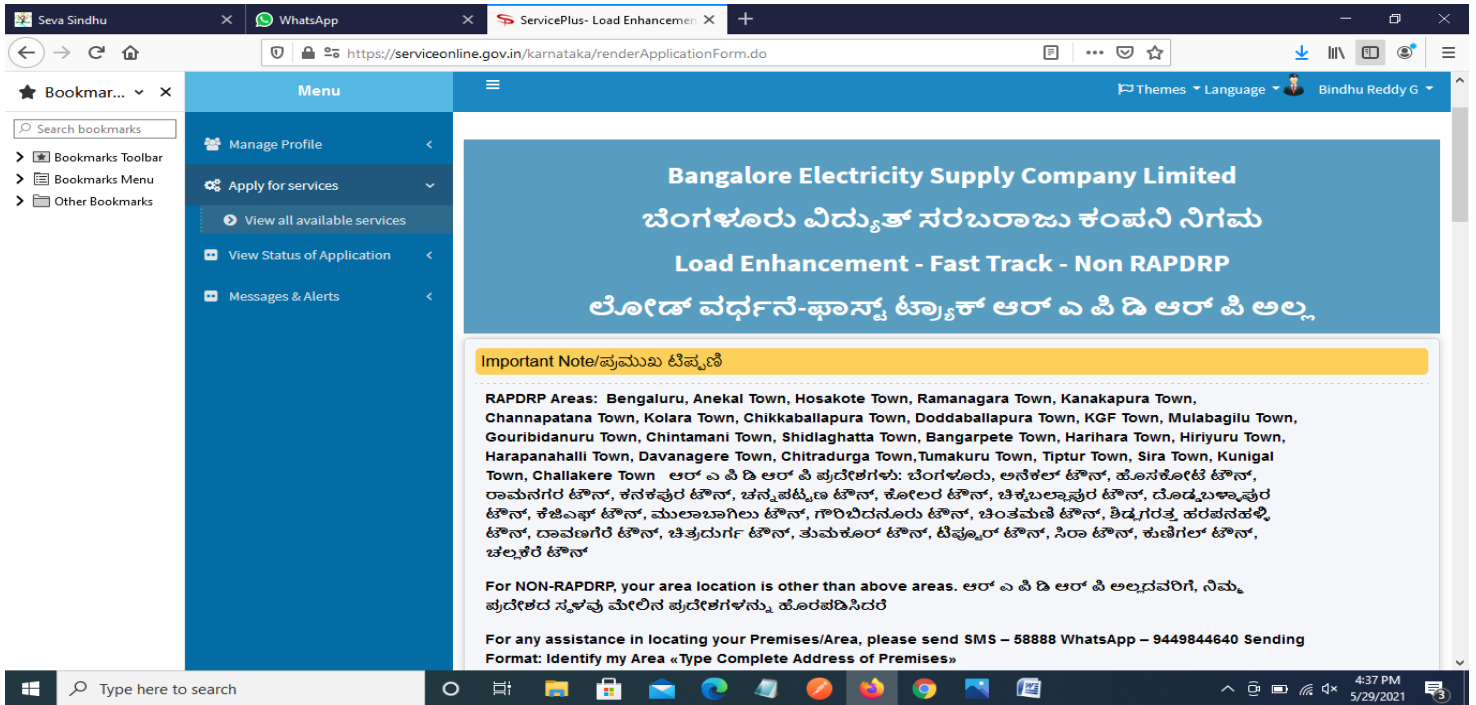 Seva Sindhu
WhatsApp
ServicePlus- Load Enhancemen
https://serviceonline.gov.in/karnataka/renderApplicationForm.do
Bookmar...
Menu
Themes Language Bindhu Reddy G
Search bookmarks
Bookmarks Toolbar
Bookmarks Menu
Other Bookmarks
Manage Profile
Apply for services
View all available services
View Status of Application
Messages & Alerts
Bangalore Electricity Supply Company Limited
ಬೆಂಗಳೂರು ವಿದ್ಯುತ್ ಸರಬರಾಜು ಕಂಪನಿ ನಿಗಮ
Load Enhancement - Fast Track - Non RAPDRP
ಲೋಡ್ ವರ್ಧನೆ-ಫಾಸ್ಟ್ ಟ್ರ್ಯಾಕ್ ಆರ್ ಎ ಪಿ ಡಿ ಆರ್ ಪಿ ಅಲ್ಲ
Important Note/ಪ್ರಮುಖ ಟಿಪ್ಪಣಿ
RAPDRP Areas: Bengaluru, Anekal Town, Hosakote Town, Ramanagara Town, Kanakapura Town,
Channapatana Town, Kolara Town, Chikkaballapura Town, Doddaballapura Town, KGF Town, Mulabagilu Town,
Gouribidanuru Town, Chintamani Town, Shidlaghatta Town, Bangarpete Town, Harihara Town, Hiriyuru Town,
Harapanahalli Town, Davanagere Town, Chitradurga Town,Tumakuru Town, Tiptur Town, Sira Town, Kunigal
Town, Challakere Town ಆರ್ ಎ ಪಿ ಡಿ ಆರ್ ಪಿ ಪ್ರದೇಶಗಳು: ಬೆಂಗಳೂರು, ಅನೆಕಲ್ ಟೌನ್, ಹೊಸಕೋಟೆ ಟೌನ್,
ರಾಮನಗರ ಟೌನ್, ಕನಕಪುರ ಟೌನ್, ಚನ್ನಪಟ್ಟಣ ಟೌನ್, ಕೋಲರ ಟೌನ್, ಚಿಕ್ಕಬಲ್ಲಾಪುರ ಟೌನ್, ದೊಡ್ಡಬಳ್ಳಾಪುರ
ಟೌನ್, ಕೆಜಿಎಫ್ ಟೌನ್, ಮುಲಾಬಾಗಿಲು ಟೌನ್, ಗೌರಿಬಿದನೂರು ಟೌನ್, ಚಿಂತಮಣಿ ಟೌನ್, ಶಿಡ್ಲಗರತ್ತ ಹರಪನಹಳ್ಳಿ
ಟೌನ್, ದಾವಣಗೆರೆ ಟೌನ್, ಚಿತ್ರದುರ್ಗ ಟೌನ್, ತುಮಕೂರ್ ಟೌನ್, ಟಿಪ್ಟೂರ್ ಟೌನ್, ಸಿರಾ ಟೌನ್, ಕುಣಿಗಲ್ ಟೌನ್,
ಚಲ್ಲಕೆರೆ ಟೌನ್
For NON-RAPDRP, your area location is other than above areas. ಆರ್ ಎ ಪಿ ಡಿ ಆರ್ ಪಿ ಅಲ್ಲದವರಿಗೆ, ನಿಮ್ಮ
ಪ್ರದೇಶದ ಸ್ಥಳವು ಮೇಲಿನ ಪ್ರದೇಶಗಳನ್ನು ಹೊರಪಡಿಸಿದರೆ
For any assistance in locating your Premises/Area, please send SMS – 58888 WhatsApp – 9449844640 Sending
Format: Identify my Area «Type Complete Address of Premises»
Type here to search
4:37 PM
5/29/2021
3